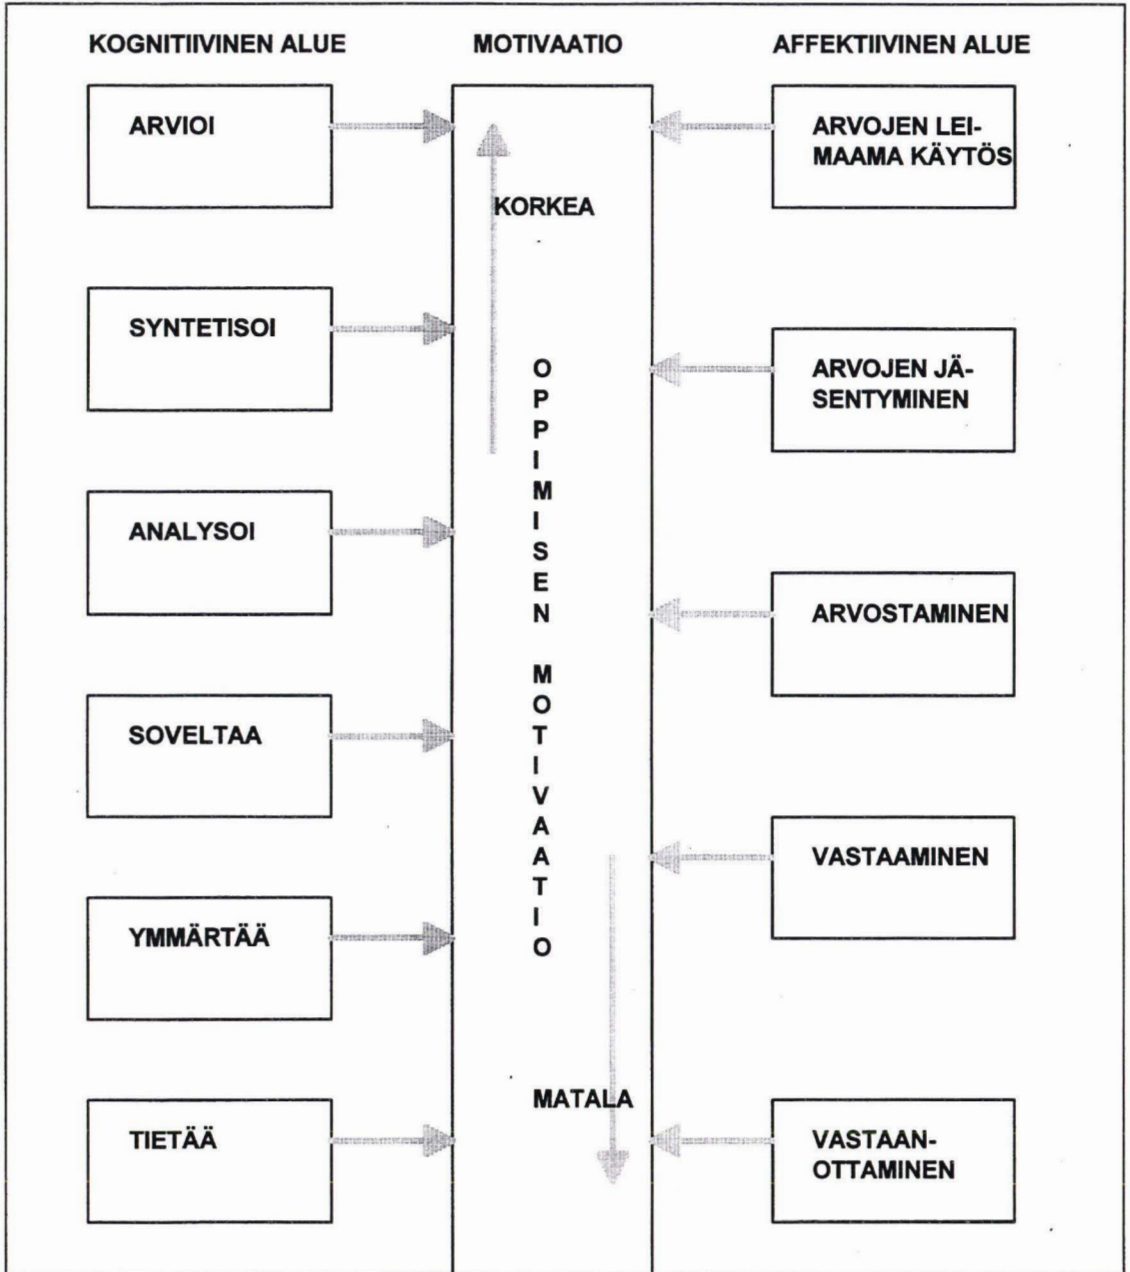 KOGNITIIVINEN ALUE
MOTIVAATIO
AFFEKTIIVINEN ALUE
ARVIOI
SYNTETISOI
ANALYSOI
SOVELTAA
YMMÄRTÄÄ
TIETÄÄ
KORKEA
OPPIMISEN MOTIVAATIO
MATALA
ARVOJEN LEI-
MAAMA KÄYTÖS
ARVOJEN JÄ-
SENTYMINEN
ARVOSTAMINEN
VASTAAMINEN
VASTAAN-
OTTAMINEN